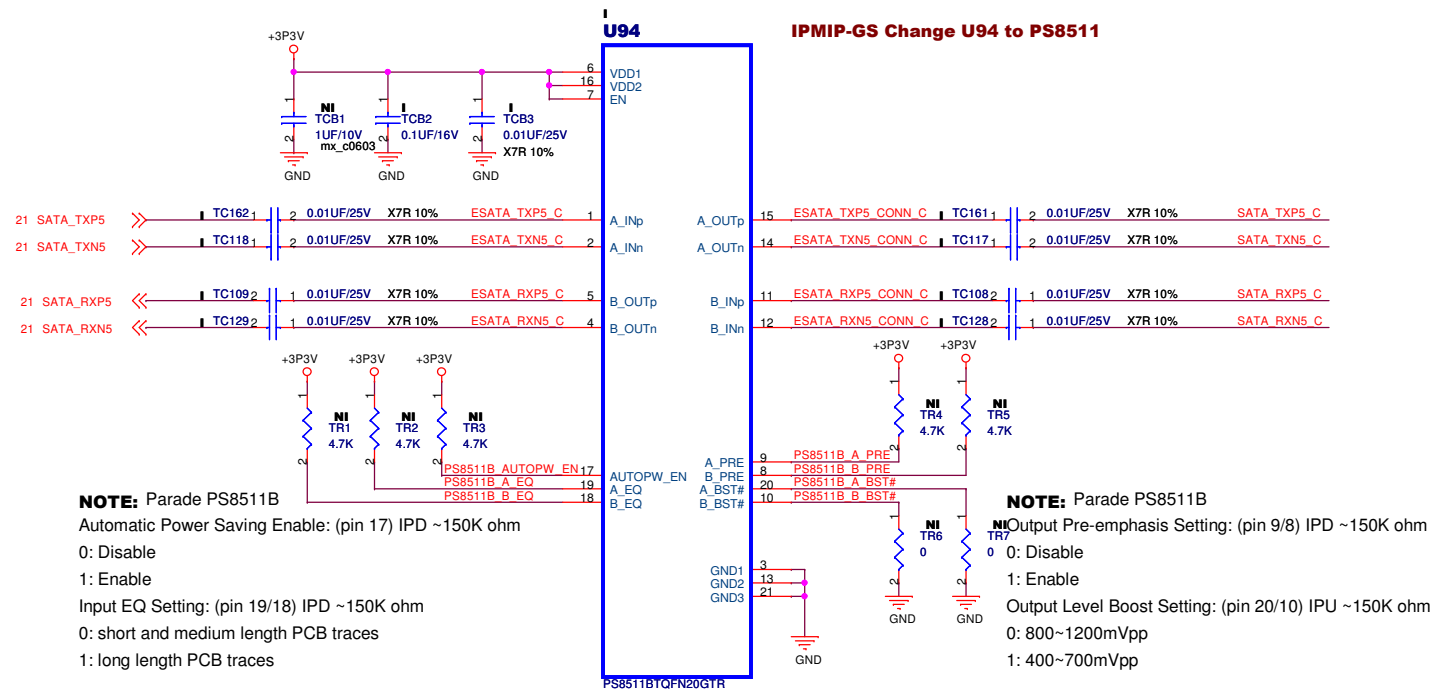 I
U94
IPMIP-GS Change U94 to PS8511
+3P3V
6 VDD1
16 VDD2
7 EN
1 NI 1 I 1 I
TCB1 TCB2 TCB3
1UF/10V 0.1UF/16V 0.01UF/25V
2 mx_c0603 2 2 X7R 10%
GND GND GND
21 SATA_TXP5 I TC162 1 2 0.01UF/25V X7R 10% ESATA_TXP5_C 1 A_INp A_OUTp 15 ESATA_TXP5_CONN_C I TC161 1 2 0.01UF/25V X7R 10% SATA_TXP5_C
21 SATA_TXN5 I TC118 1 2 0.01UF/25V X7R 10% ESATA_TXN5_C 2 A_INn A_OUTn 14 ESATA_TXN5_CONN_C I TC117 1 2 0.01UF/25V X7R 10% SATA_TXN5_C
21 SATA_RXP5 I TC109 2 1 0.01UF/25V X7R 10% ESATA_RXP5_C 5 B_OUTp B_INp 11 ESATA_RXP5_CONN_C I TC108 2 1 0.01UF/25V X7R 10% SATA_RXP5_C
21 SATA_RXN5 I TC129 2 1 0.01UF/25V X7R 10% ESATA_RXN5_C 4 B_OUTn B_INn 12 ESATA_RXN5_CONN_C I TC128 2 1 0.01UF/25V X7R 10% SATA_RXN5_C
+3P3V +3P3V +3P3V +3P3V +3P3V
1 1 1 1 1
NI NI NI NI NI
TR1 TR2 TR3 TR4 TR5
4.7K 4.7K 4.7K 4.7K 4.7K
2 2 2 2 2
A_PRE 9 PS8511B_A_PRE
PS8511B_AUTOPW_EN 17 AUTOPW_EN B_PRE 8 PS8511B_B_PRE
PS8511B_A_EQ 19 A_EQ A_BST# 20 PS8511B_A_BST#
PS8511B_B_EQ 18 B_EQ B_BST# 10 PS8511B_B_BST#
1 1
NI NI
TR6 TR7
0 0
2 2
GND GND
GND1 3
GND2 13
GND3 21
GND
PS8511BTQFN20GTR
NOTE: Parade PS8511B
Automatic Power Saving Enable: (pin 17) IPD ~150K ohm
0: Disable
1: Enable
Input EQ Setting: (pin 19/18) IPD ~150K ohm
0: short and medium length PCB traces
1: long length PCB traces
NOTE: Parade PS8511B
Output Pre-emphasis Setting: (pin 9/8) IPD ~150K ohm
0: Disable
1: Enable
Output Level Boost Setting: (pin 20/10) IPU ~150K ohm
0: 800~1200mVpp
1: 400~700mVpp